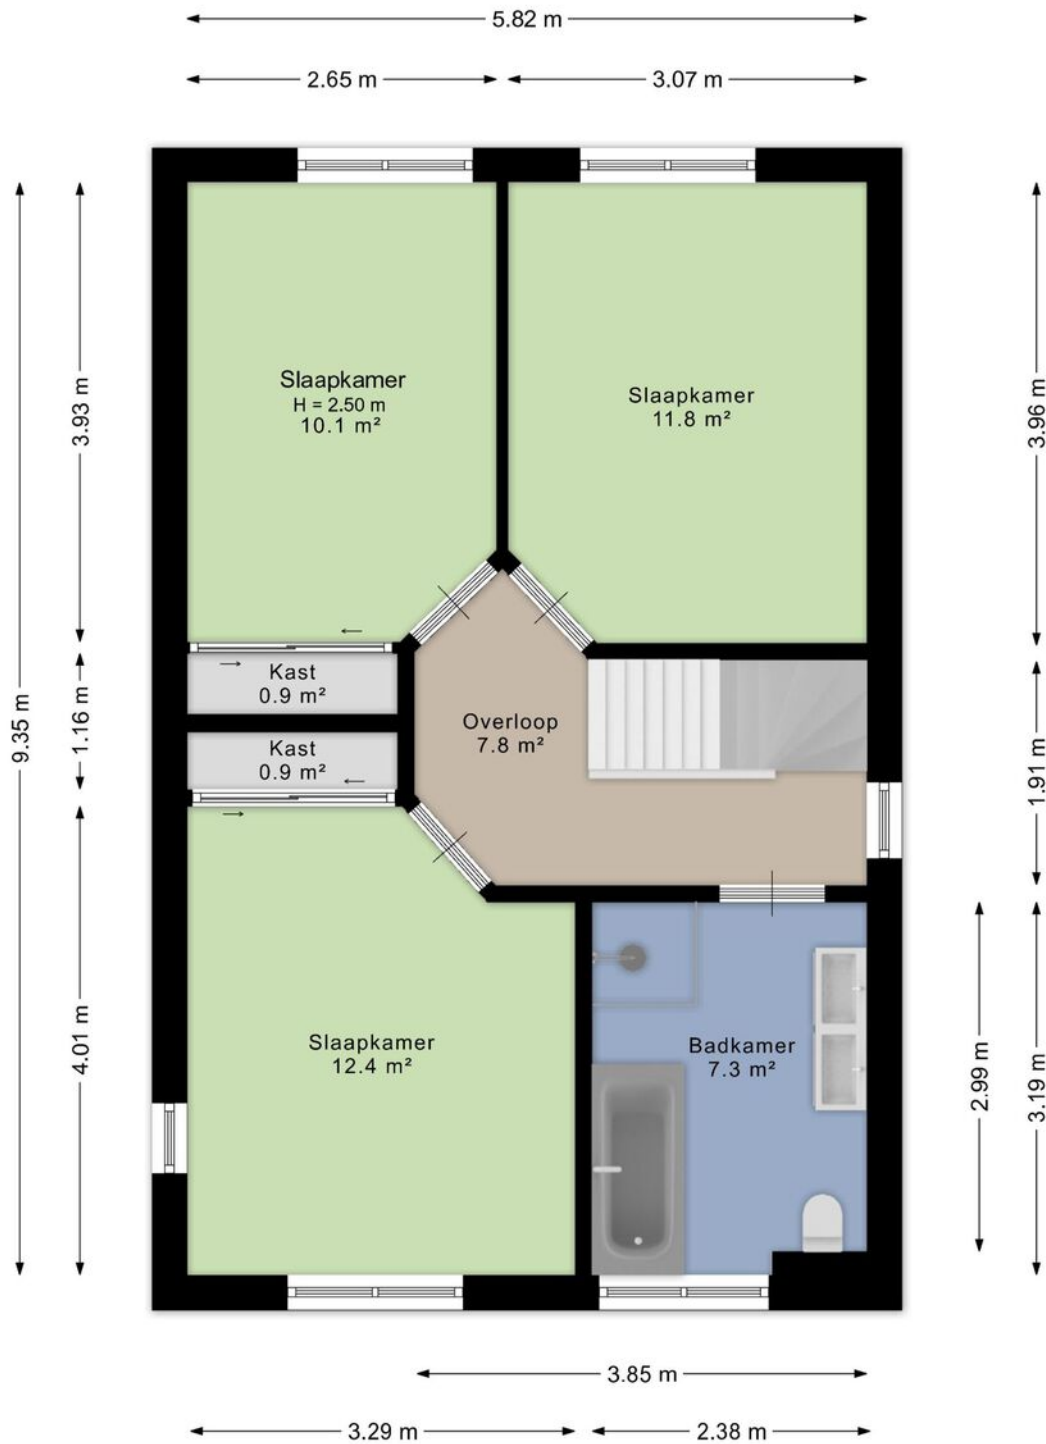 5.82 m
2.65 m
3.07 m
9.35 m
3.93 m
1.16 m
4.01 m
Slaapkamer
H = 2.50 m
10.1 m²
Slaapkamer
11.8 m²
Kast
0.9 m²
Kast
0.9 m²
Overloop
7.8 m²
Slaapkamer
12.4 m²
Badkamer
7.3 m²
3.96 m
1.91 m
2.99 m
3.19 m
3.85 m
3.29 m
2.38 m